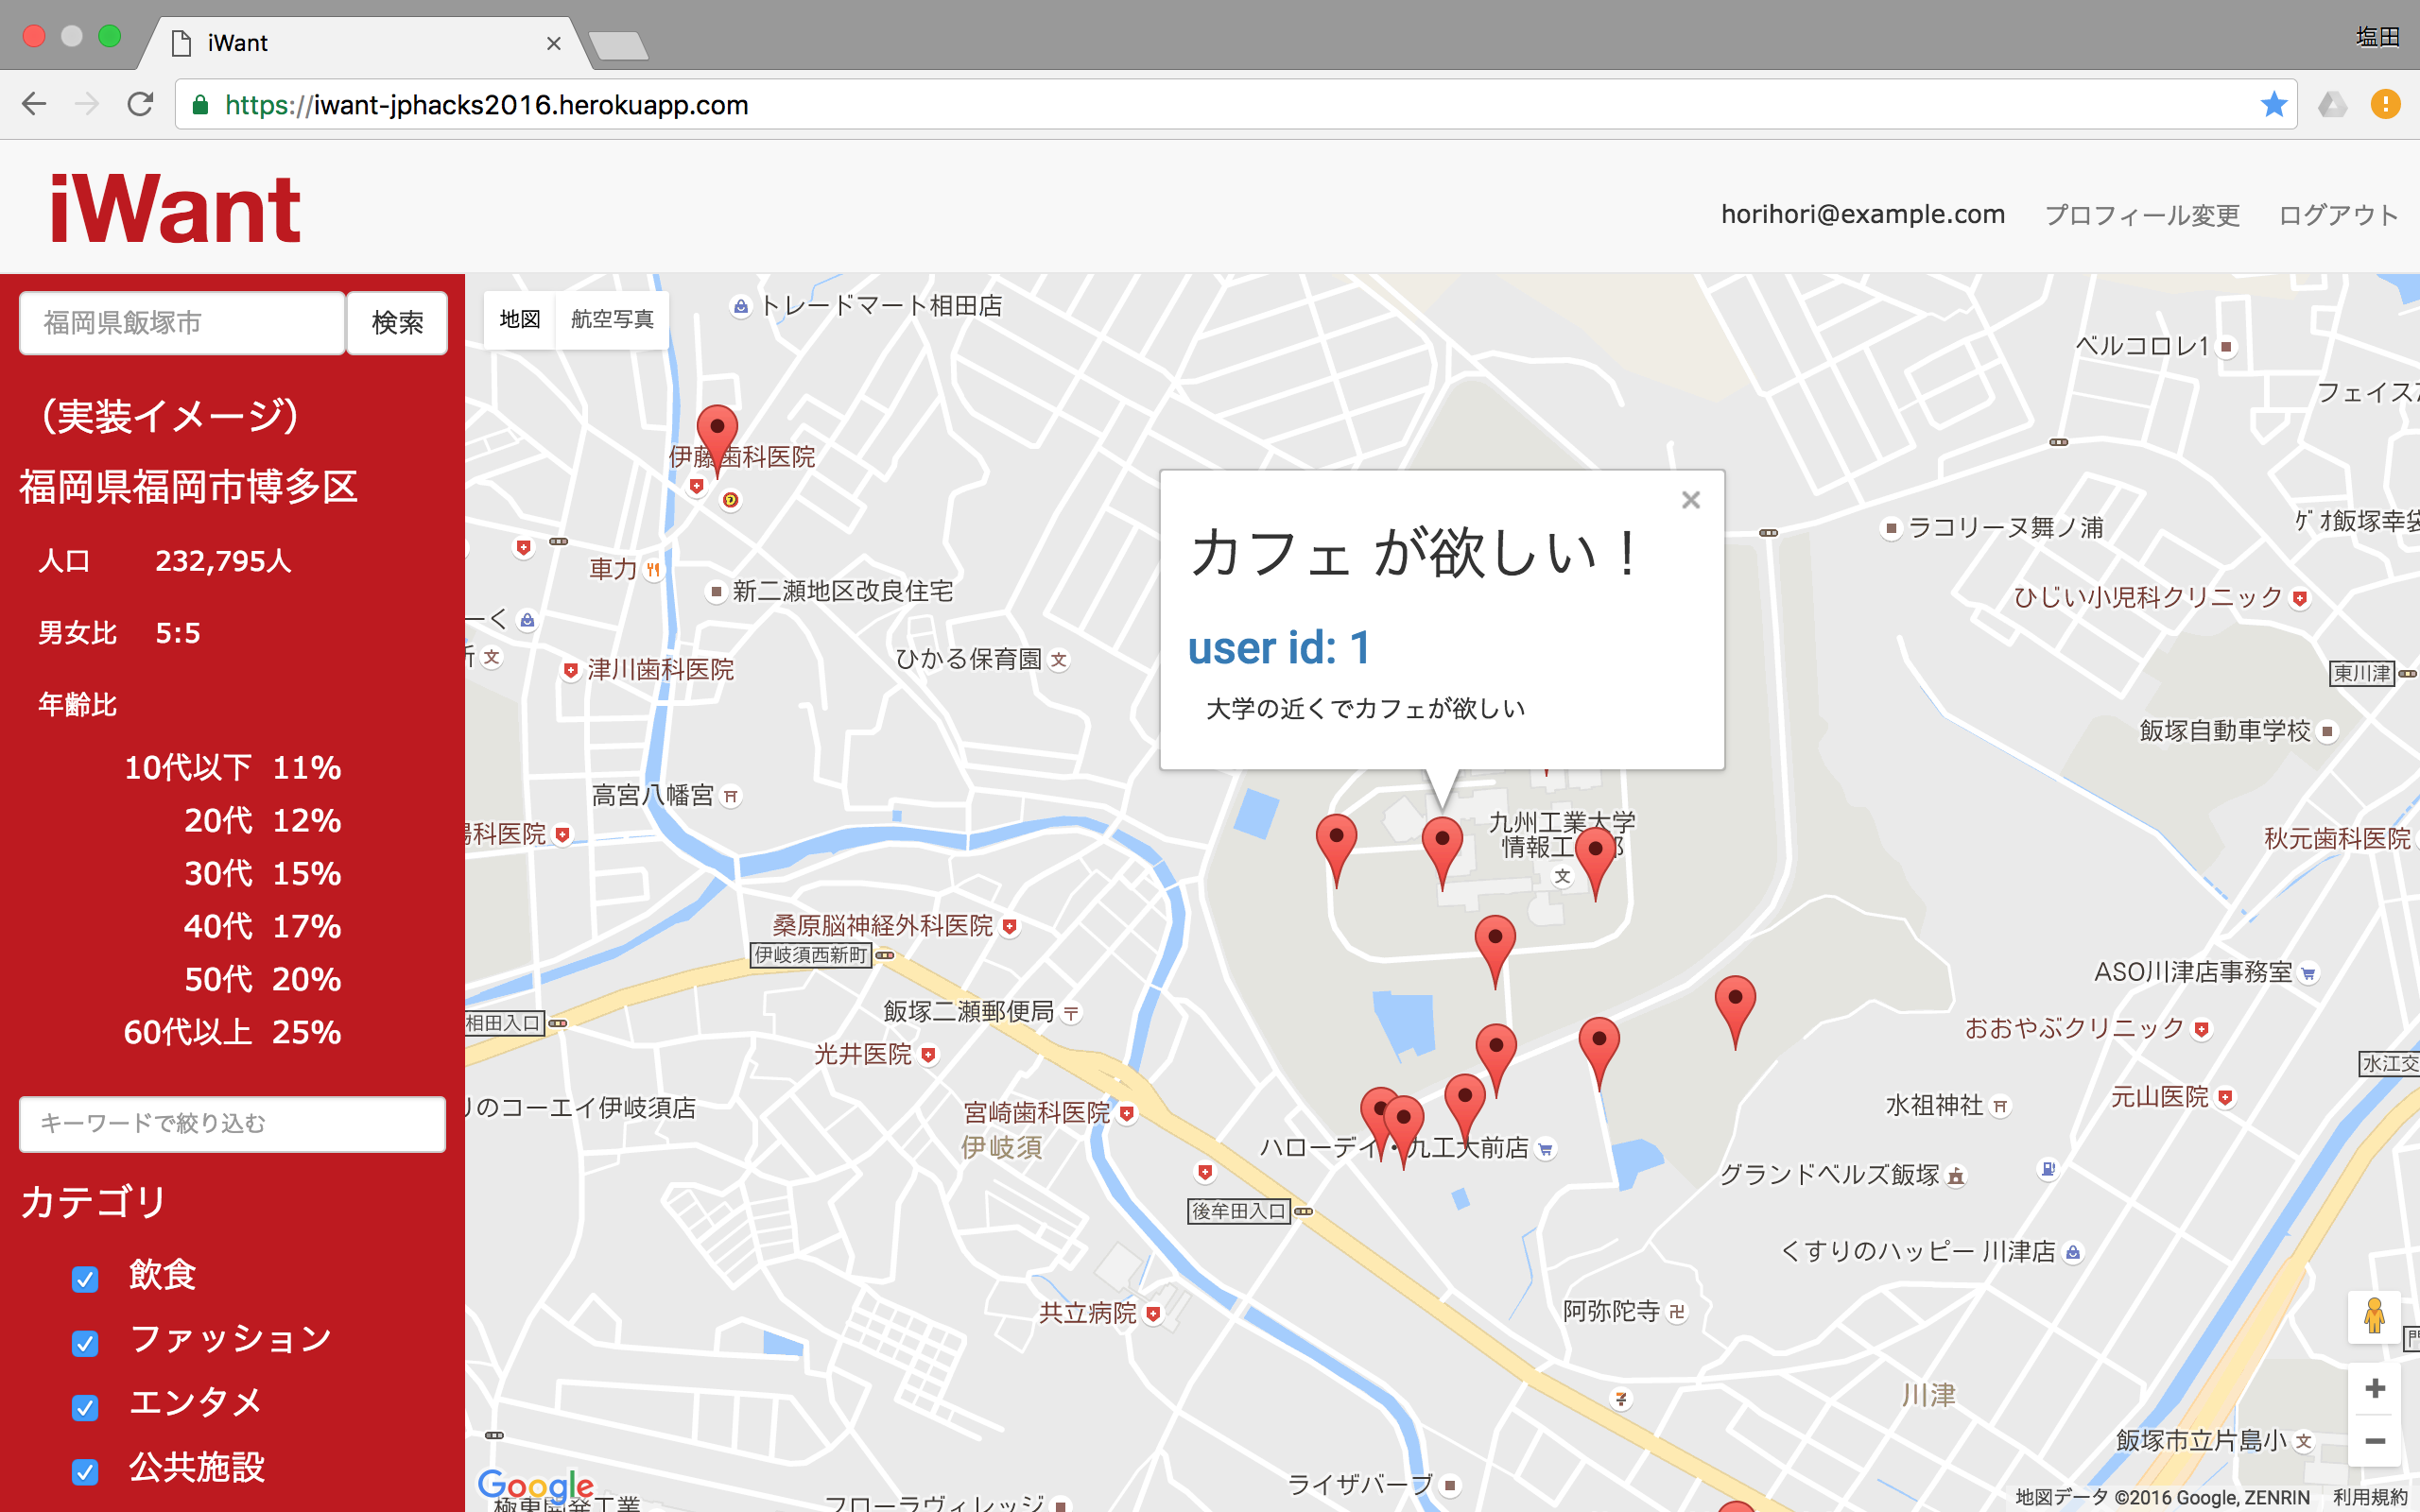 iWant
塩田
https://iwant-jphacks2016.herokuapp.com
iWant
horihori@example.com
プロフィール変更
ログアウト
福岡県飯塚市
検索
(実装イメージ)
福岡県福岡市博多区
人口 232,795人
男女比 5:5
年齢比
10代以下 11%
20代 12%
30代 15%
40代 17%
50代 20%
60代以上 25%
キーワードで絞り込む
カテゴリ
飲食
ファッション
エンタメ
公共施設
地図
航空写真
トレードマート相田店
ベルコロレ1
フェイス
伊藤歯科医院
カフェ が欲しい!
user id: 1
大学の近くでカフェが欲しい
ラコリーヌ舞ノ浦
ゲオ飯塚幸袋
車力
新二瀬地区改良住宅
ひじい小児科クリニック
ーく
ひかる保育園
津川歯科医院
東川津
飯塚自動車学校
高宮八幡宮
九州工業大学
情報工
科医院
秋元歯科医院
桑原脳神経外科医院
伊岐須西新町
ASO川津店事務室
飯塚二瀬郵便局
相田入口
おおやぶクリニック
光井医院
水江交
元山医院
のコーエイ伊岐須店
宮崎歯科医院
水祖神社
伊岐須
ハローデイ・九工大前店
グランドベルズ飯塚
後牟田入口
くすりのハッピー 川津店
共立病院
阿弥陀寺
川津
飯塚市立片島小
ライザバーブ
Google
極東開発工業
フローラヴィレッジ
地図データ ©2016 Google, ZENRIN
利用規約